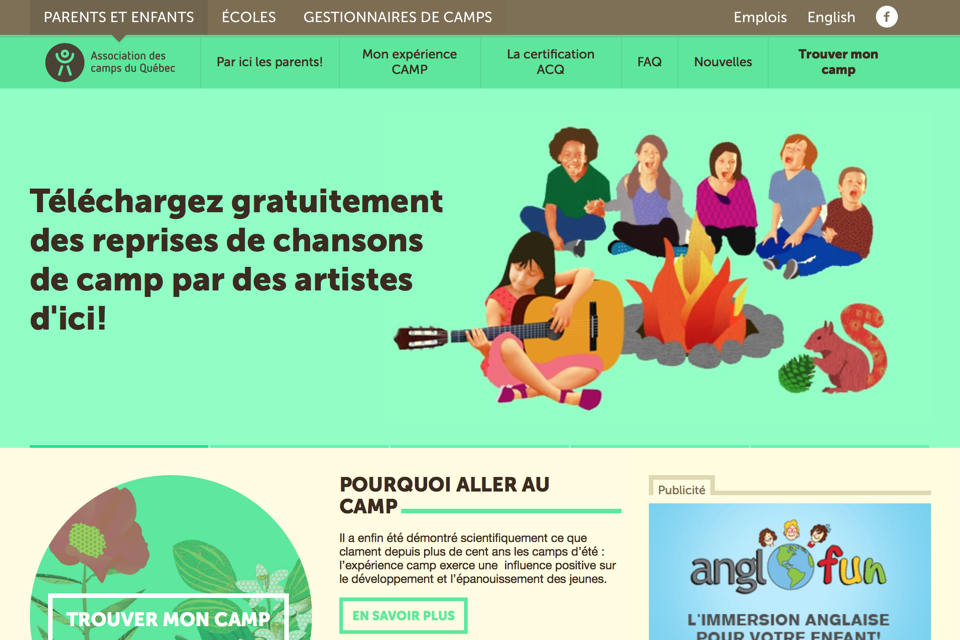 PARENTS ET ENFANTS
ÉCOLES
GESTIONNAIRES DE CAMPS
Emplois
English
f
Association des
camps du Québec
Par ici les parents!
Mon expérience
CAMP
La certification
ACQ
FAQ
Nouvelles
Trouver mon
camp
Téléchargez gratuitement
des reprises de chansons
de camp par des artistes
d'ici!
TROUVER MON CAMP
POURQUOI ALLER AU
CAMP
Il a enfin été démontré scientifiquement ce que
clament depuis plus de cent ans les camps d'été :
l'expérience camp exerce une influence positive sur
le développement et l'épanouissement des jeunes.
EN SAVOIR PLUS
Publicité
anglofun
L'IMMERSION ANGLAISE
POUR VOTRE ENFANT!